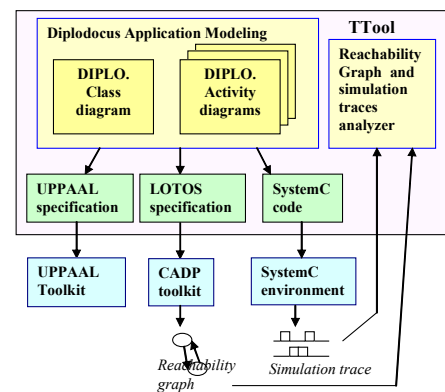 TTool
Diplodocus Application Modeling
DIPLO.
Class
diagram
DIPLO.
Activity
diagrams
Reachability
Graph and
simulation
traces
analyzer
UPPAAL
specification
LOTOS
specification
SystemC
code
UPPAAL
Toolkit
CADP
toolkit
SystemC
environment
Reachability
graph
Simulation trace